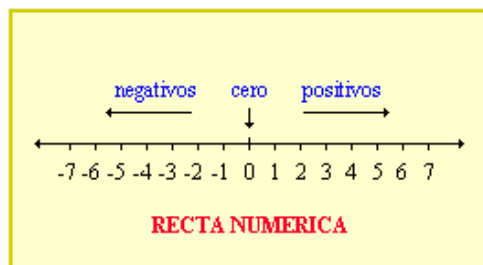 negativos cero positivos
-7 -6 -5 -4 -3 -2 -1 0 1 2 3 4 5 6 7
RECTA NUMERICA